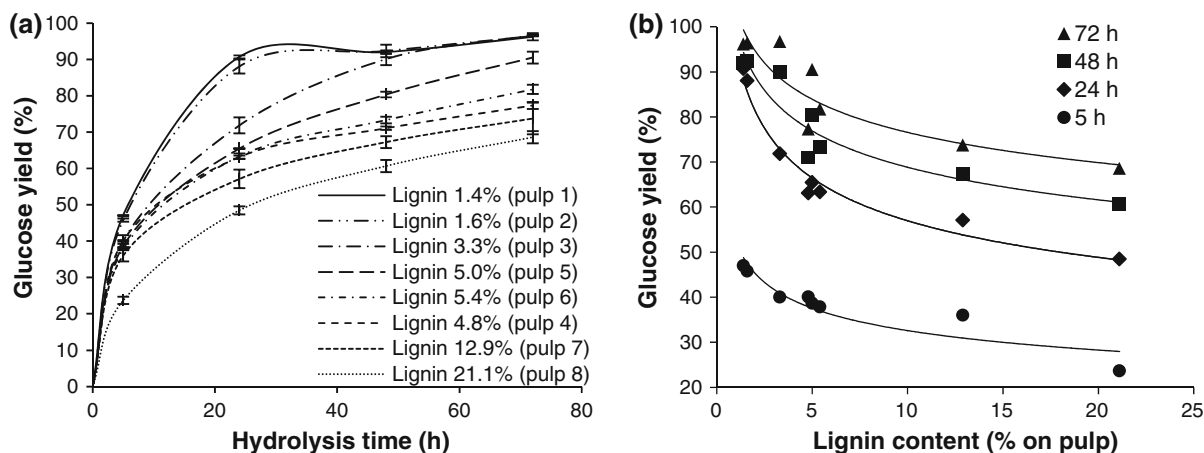 (a)
Glucose yield (%)
100
90
80
70
60
50
40
30
20
10
0
0 20 40 60 80
Hydrolysis time (h)
Lignin 1.4% (pulp 1)
Lignin 1.6% (pulp 2)
Lignin 3.3% (pulp 3)
Lignin 5.0% (pulp 5)
Lignin 5.4% (pulp 6)
Lignin 4.8% (pulp 4)
Lignin 12.9% (pulp 7)
Lignin 21.1% (pulp 8)
(b)
Glucose yield (%)
100
90
80
70
60
50
40
30
20
0 5 10 15 20 25
Lignin content (% on pulp)
72 h
48 h
24 h
5 h